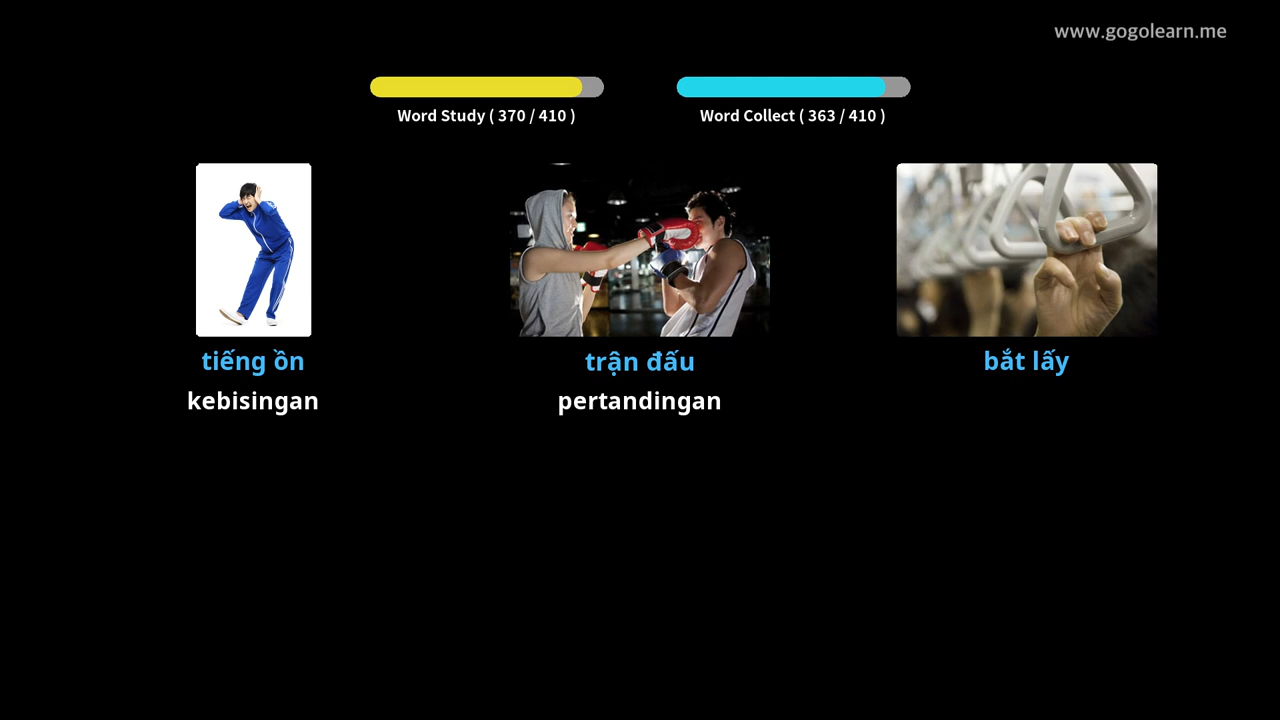 www.gogolearn.me
Word Study ( 370 / 410 )
Word Collect ( 363 / 410 )
tiếng ồn
kebisingan
trận đấu
pertandingan
bắt lấy